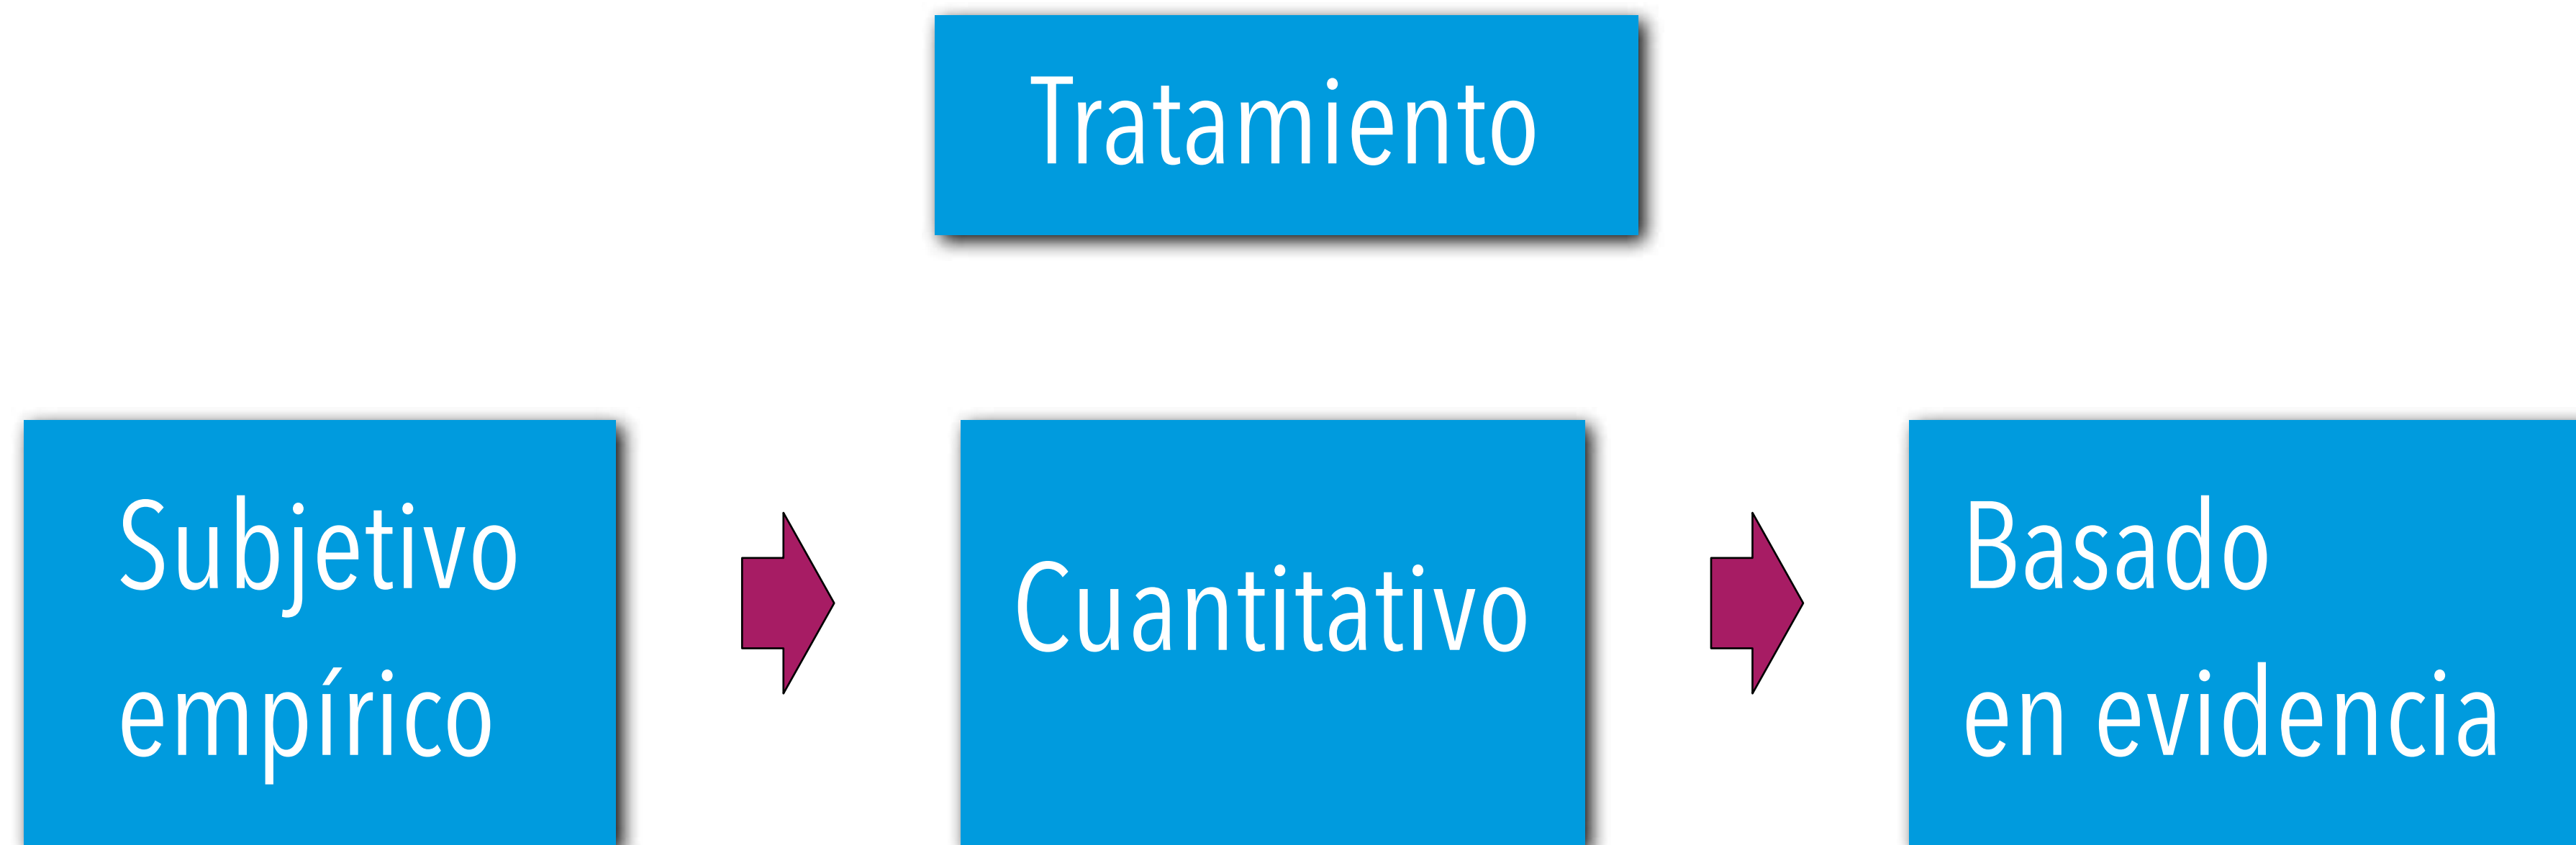 Tratamiento
Subjetivo
empírico
Cuantitativo
Basado
en evidencia